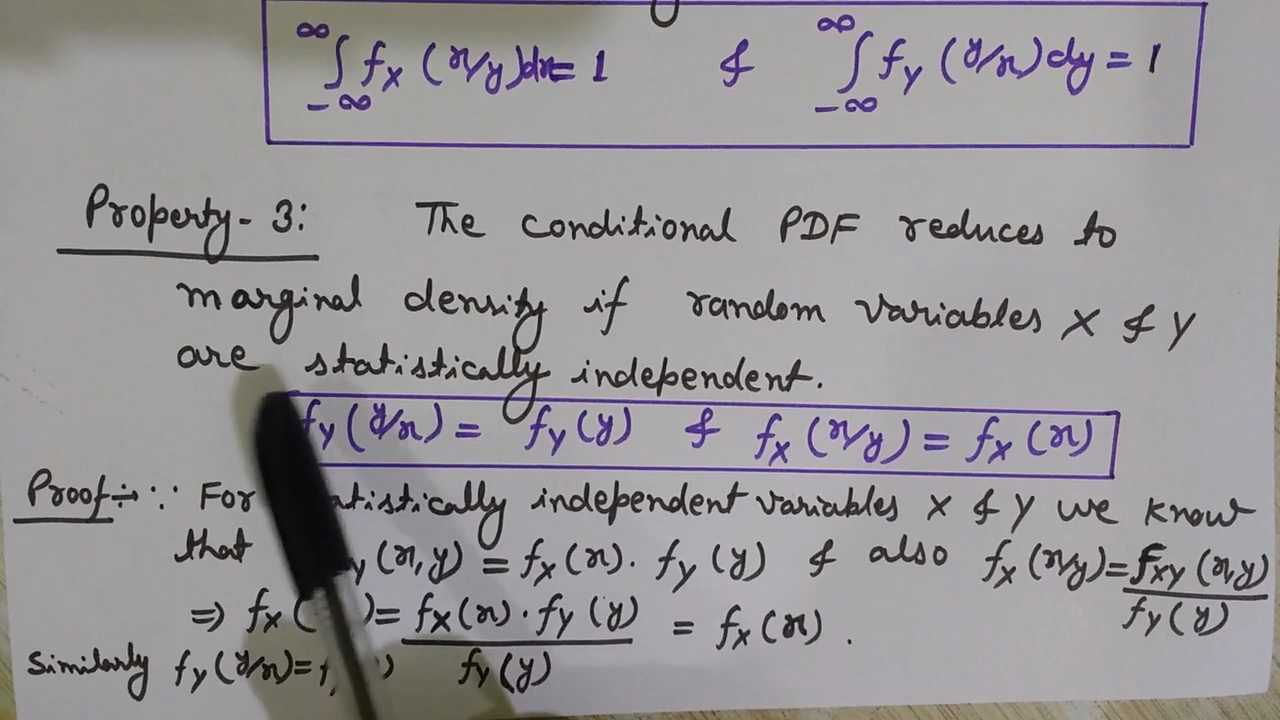 ∞∫-∞ fx (x/y)dx= 1 & ∞∫-∞ fy (y/x)dy = 1
Property- 3: The conditional PDF reduces to
marginal density if random variables X & Y
are statistically independent.
fy(y/x) = fy(y) & fx(x/y) = fx(x)
Proof ÷ ∵ For independent variables X & Y we know
that (x,y) = fx(x). fy(y) & also fx(x/y)= fxy(x,y)/fy(y)
⇒ fx( )= fx(x).fy(y)/fy(y) = fx(x).
Similarly fy(y/x)=